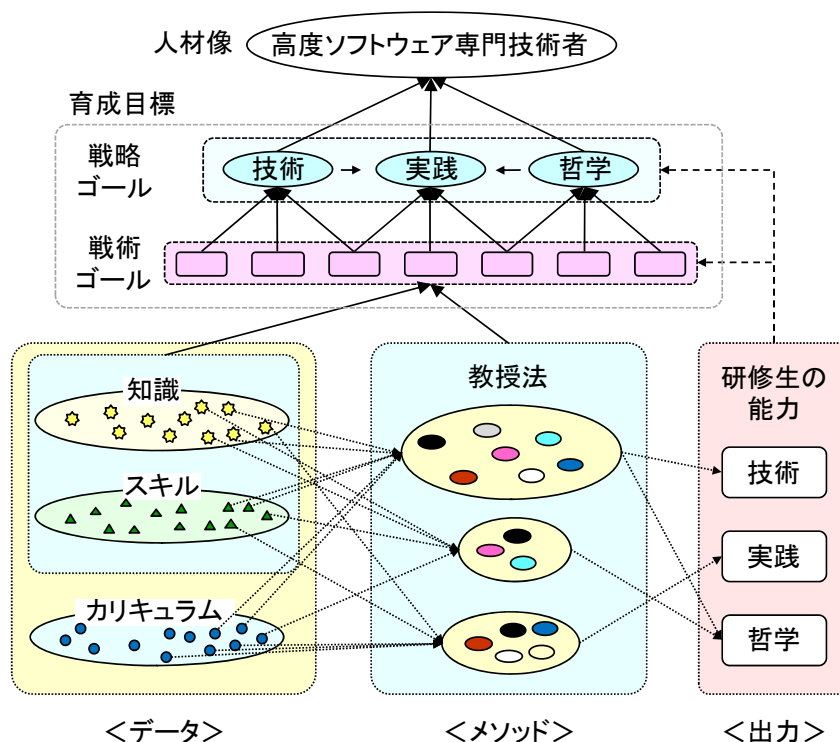 人材像
高度ソフトウェア専門技術者
育成目標
戦略
ゴール
技術
実践
哲学
戦術
ゴール
知識
スキル
カリキュラム
教授法
研修生の
能力
技術
実践
哲学
＜データ＞
＜メソッド＞
＜出力＞